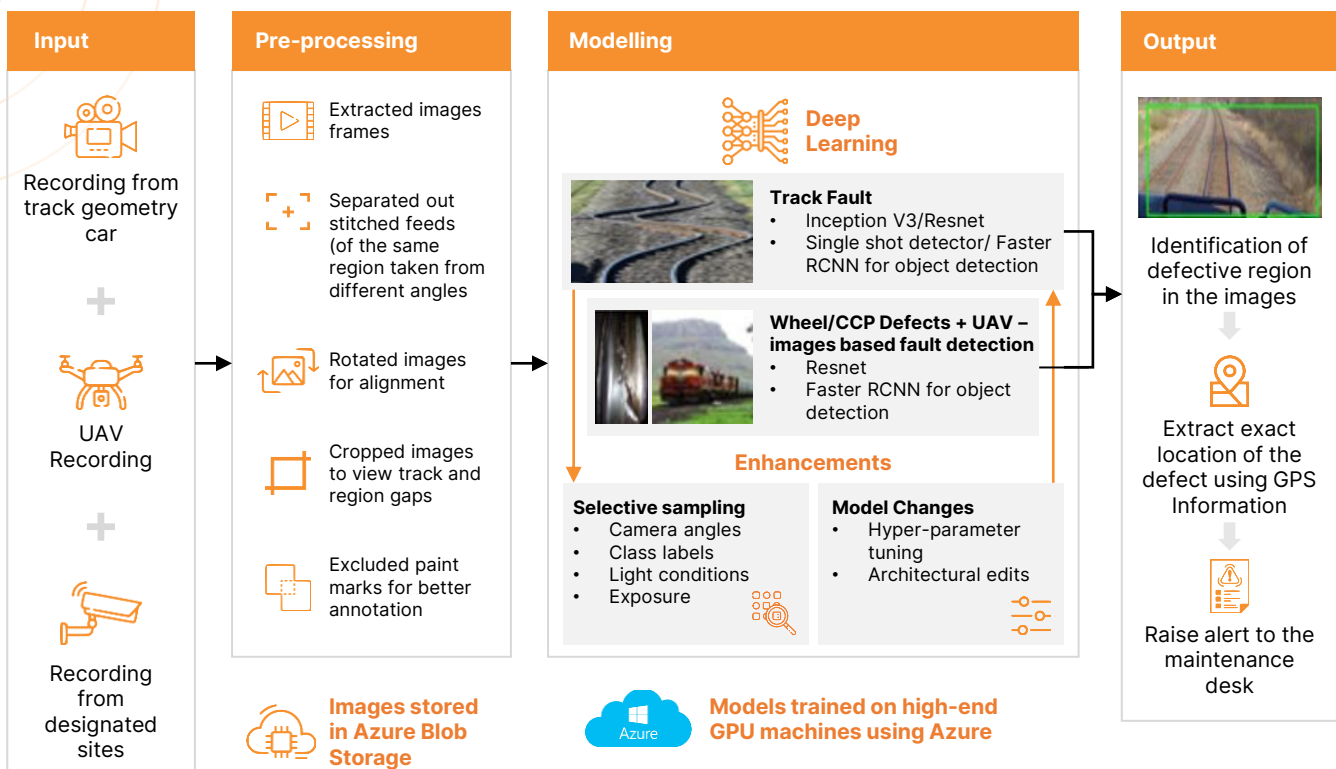 Input
Recording from
track geometry
car
UAV
Recording
Recording
from
designated
sites
Pre-processing
Extracted images
frames
Separated out
stitched feeds
(of the same
region taken from
different angles
Rotated images
for alignment
Cropped images
to view track and
region gaps
Excluded paint
marks for better
annotation
Images stored
in Azure Blob
Storage
Modelling
Deep
Learning
Track Fault
• Inception V3/Resnet
• Single shot detector/ Faster
RCNN for object detection
Wheel/CCP Defects + UAV –
images based fault detection
• Resnet
• Faster RCNN for object
detection
Enhancements
Selective sampling
• Camera angles
• Class labels
• Light conditions
• Exposure
Model Changes
• Hyper-parameter
tuning
• Architectural edits
Azure
Models trained on high-end
GPU machines using Azure
Output
Identification of
defective region
in the images
Extract exact
location of the
defect using GPS
Information
Raise alert to the
maintenance
desk